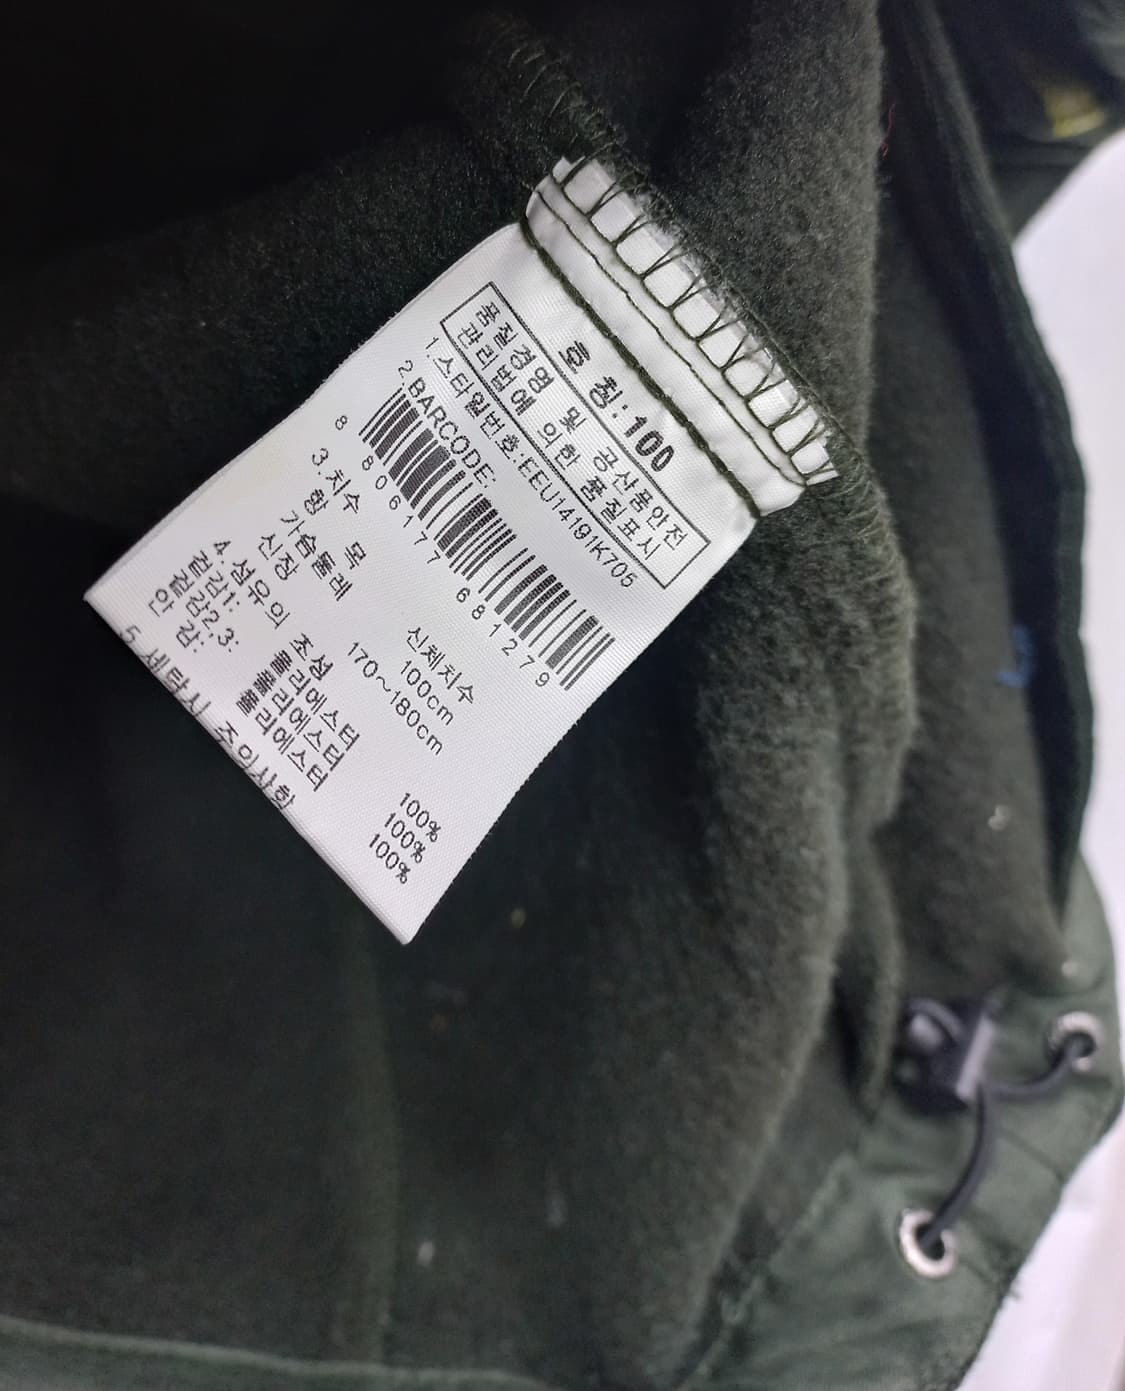 호 칭:100
품질경영 및 공산품안전
관리법에 의한 품질표시
1.스타일번호:EEU14191K705
2.BARCODE:
8 806177 681279
3.치수
항 목 신체치수
가슴둘레 100cm
신장 170~180cm
4.섬유의 조성
겉감1: 폴리에스터 100%
겉감2,3: 폴리에스터 100%
안 감: 폴리에스터 100%
5.세탁시 주의사항